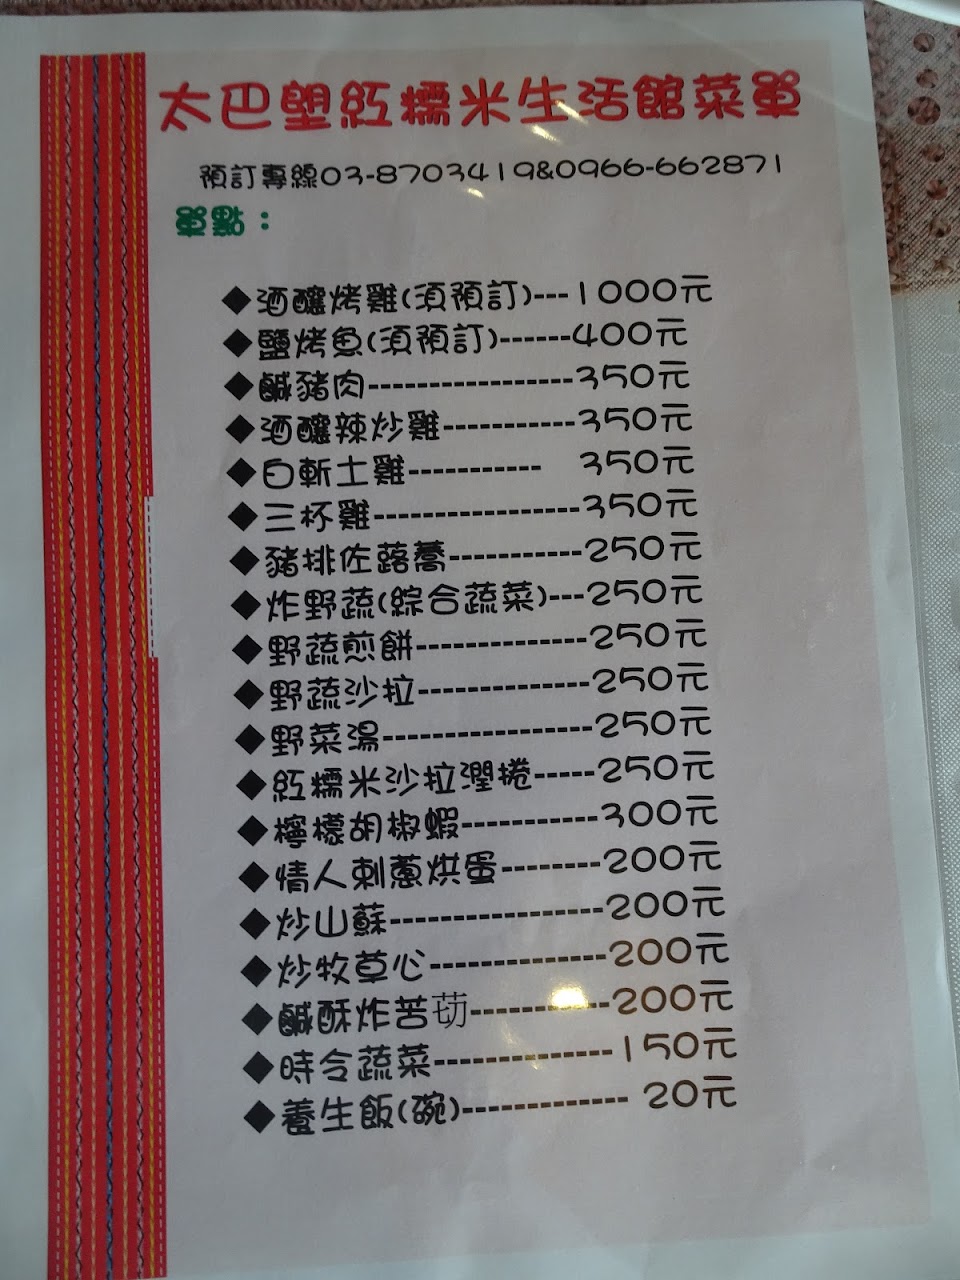 太巴塱紅糯米生活館菜單
預訂專線03-8703419&0966-662871
單點：
◆酒釀烤雞(須預訂)---1000元
◆鹽烤魚(須預訂)------400元
◆鹹豬肉-----------------350元
◆酒釀辣炒雞-----------350元
◆白斬土雞----------- 350元
◆三杯雞-----------------350元
◆豬排佐蕗蕎-----------250元
◆炸野蔬(綜合蔬菜)---250元
◆野蔬煎餅--------------250元
◆野蔬沙拉--------------250元
◆野菜湯-----------------250元
◆紅糯米沙拉潤捲-----250元
◆檸檬胡椒蝦-----------300元
◆情人刺蔥烘蛋--------200元
◆炒山蘇-----------------200元
◆炒牧草心--------------200元
◆鹹酥炸苦苆-----------200元
◆時令蔬菜--------------150元
◆養生飯(碗)------------- 20元